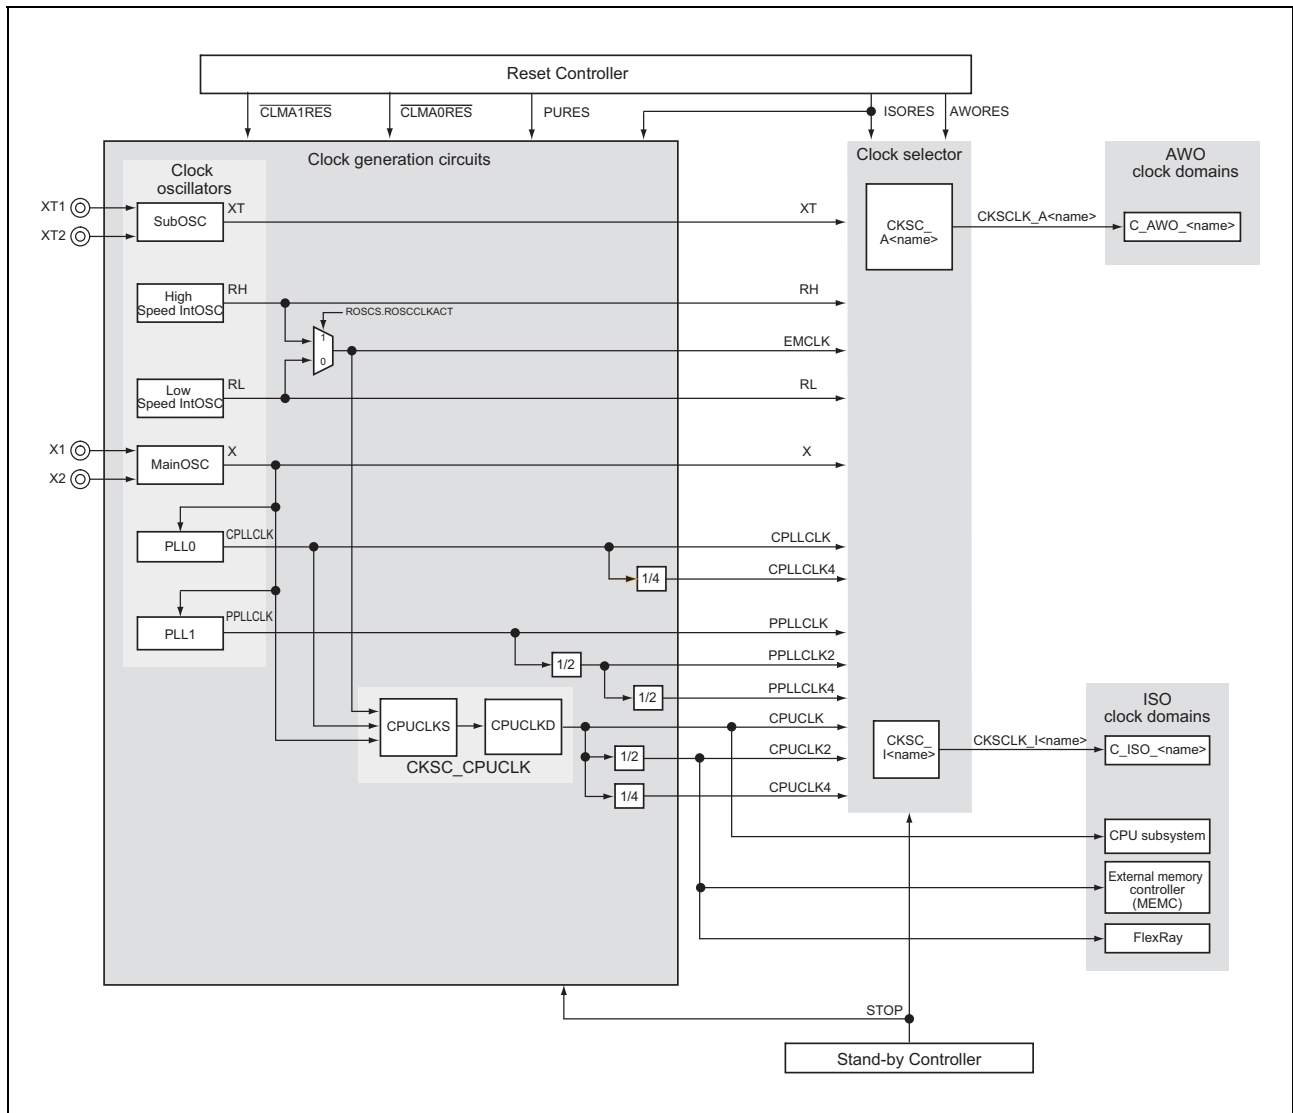 Reset Controller
CLMA1RES
CLMA0RES
PURES
ISORES
AWORES
Clock generation circuits
Clock selector
AWO
clock domains
Clock
oscillators
XT1
XT2
SubOSC
XT
XT
CKSC_
A<name>
CKSCLK_A<name>
C_AWO_<name>
High
Speed IntOSC
RH
RH
ROSCS.ROSCCLKACT
1
0
EMCLK
Low
Speed IntOSC
RL
RL
X1
X2
MainOSC
X
X
PLL0
CPLLCLK
CPLLCLK
1/4
CPLLCLK4
PLL1
PPLLCLK
PPLLCLK
1/2
PPLLCLK2
1/2
PPLLCLK4
CPUCLKS
CPUCLKD
CKSC_CPUCLK
CPUCLK
1/2
CPUCLK2
1/4
CPUCLK4
CKSC_
I<name>
CKSCLK_I<name>
ISO
clock domains
C_ISO_<name>
CPU subsystem
External memory
controller
(MEMC)
FlexRay
STOP
Stand-by Controller